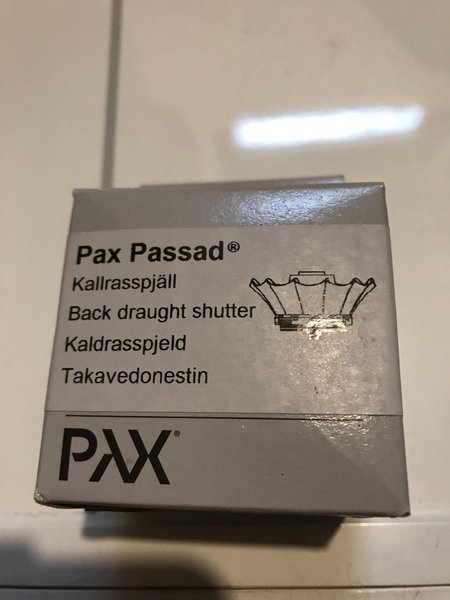 Pax Passad®
Kallrasspjäll
Back draught shutter
Kaldrasspjeld
Takavedonestin
PAX®